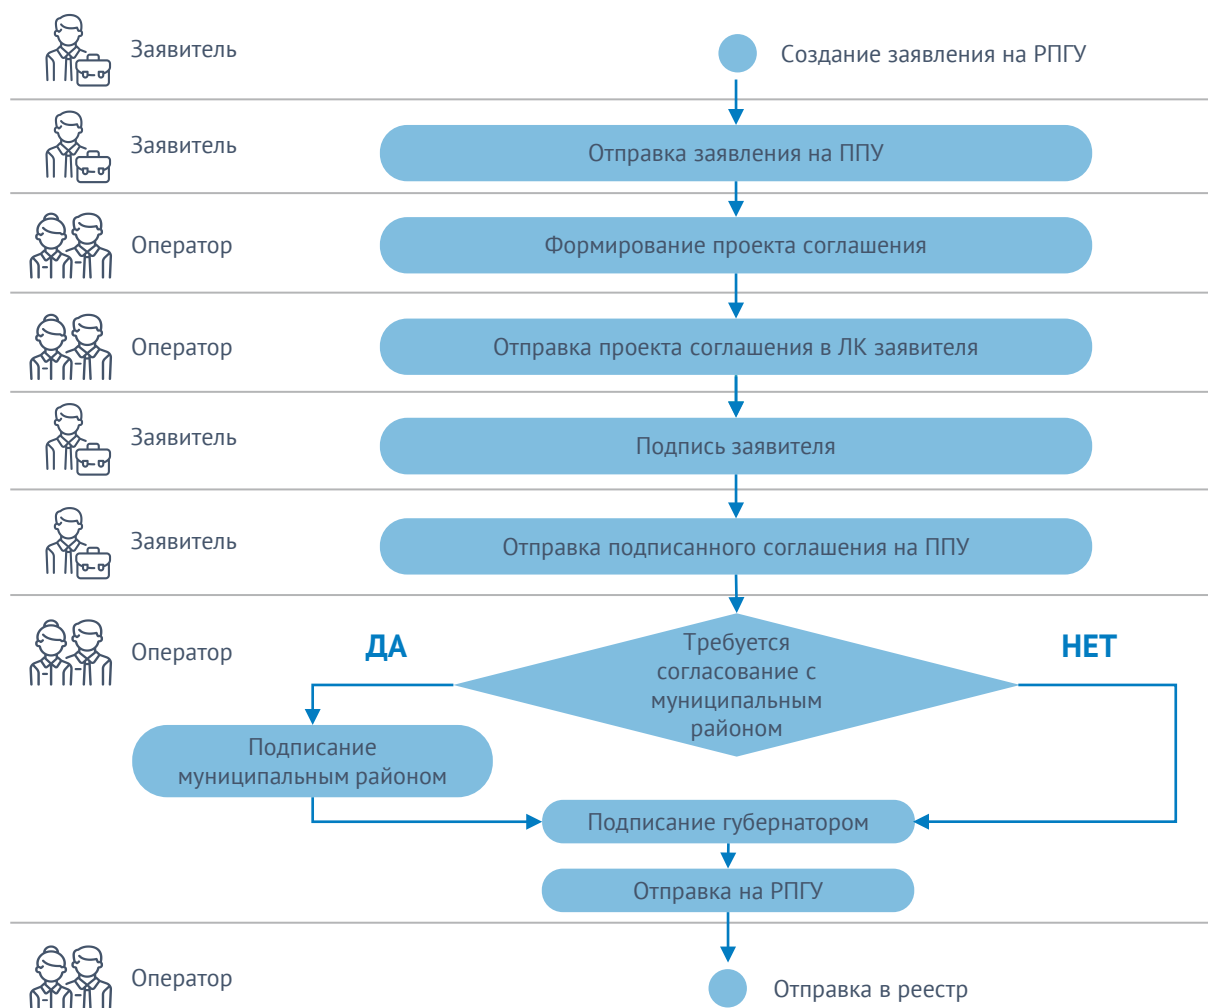 Заявитель
Создание заявления на РПГУ
Заявитель
Отправка заявления на ППУ
Оператор
Формирование проекта соглашения
Оператор
Отправка проекта соглашения в ЛК заявителя
Заявитель
Подпись заявителя
Заявитель
Отправка подписанного соглашения на ППУ
Оператор
ДА
Требуется
согласование с
муниципальным
районом
НЕТ
Подписание
муниципальным районом
Подписание губернатором
Отправка на РПГУ
Оператор
Отправка в реестр